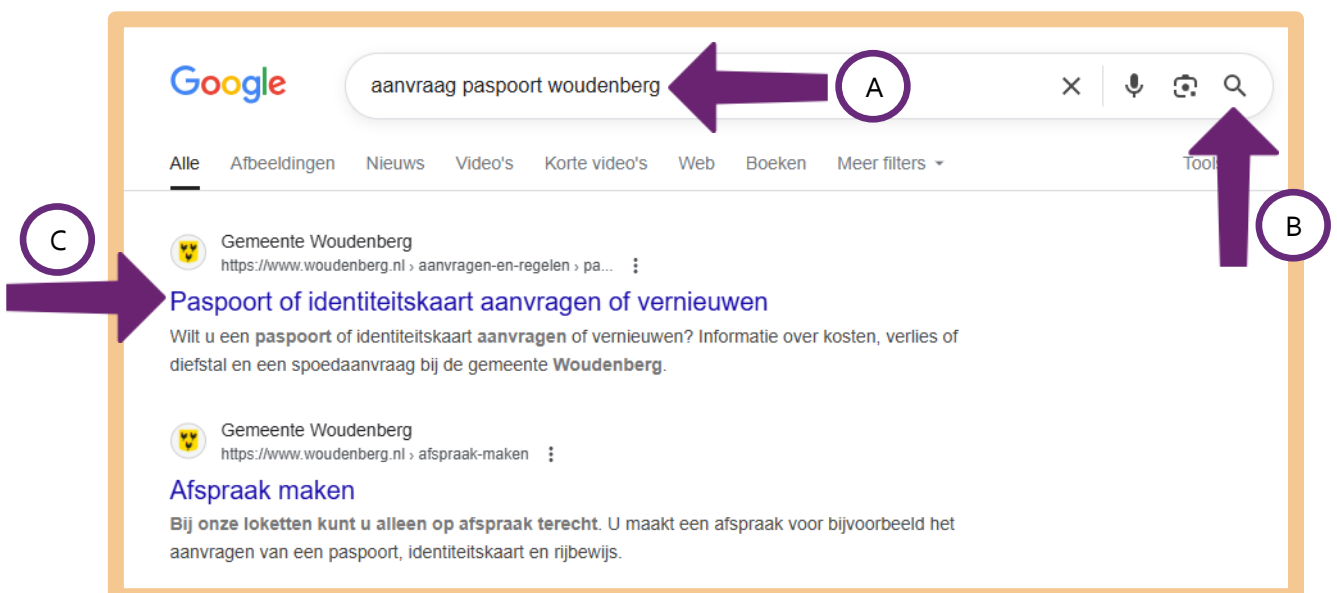 Google
aanvraag paspoort woudenberg
A
Alle Afbeeldingen Nieuws Video's Korte video's Web Boeken Meer filters
B
C
Gemeente Woudenberg
https://www.woudenberg.nl › aanvragen-en-regelen › pa...
Paspoort of identiteitskaart aanvragen of vernieuwen
Wilt u een paspoort of identiteitskaart aanvragen of vernieuwen? Informatie over kosten, verlies of
diefstal en een spoedaanvraag bij de gemeente Woudenberg.
Gemeente Woudenberg
https://www.woudenberg.nl › afspraak-maken
Afspraak maken
Bij onze loketten kunt u alleen op afspraak terecht. U maakt een afspraak voor bijvoorbeeld het
aanvragen van een paspoort, identiteitskaart en rijbewijs.